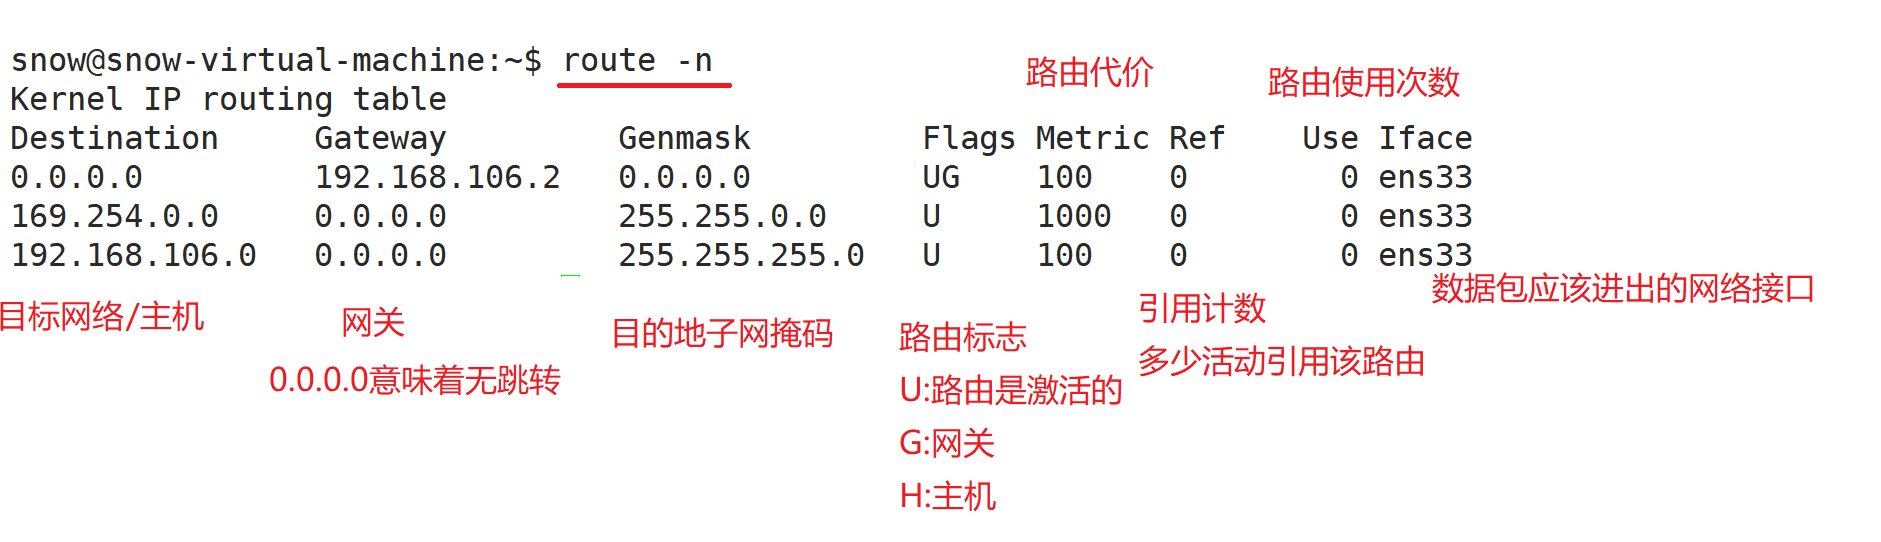 snow@snow-virtual-machine:~$ route -n
路由代价
路由使用次数
Kernel IP routing table
Destination Gateway Genmask Flags Metric Ref Use Iface
0.0.0.0 192.168.106.2 0.0.0.0 UG 100 0 0 ens33
169.254.0.0 0.0.0.0 255.255.0.0 U 1000 0 0 ens33
192.168.106.0 0.0.0.0 255.255.255.0 U 100 0 0 ens33
目标网络/主机
网关
0.0.0.0意味着无跳转
目的地子网掩码
路由标志
U:路由是激活的
G:网关
H:主机
引用计数
多少活动引用该路由
数据包应该进出的网络接口